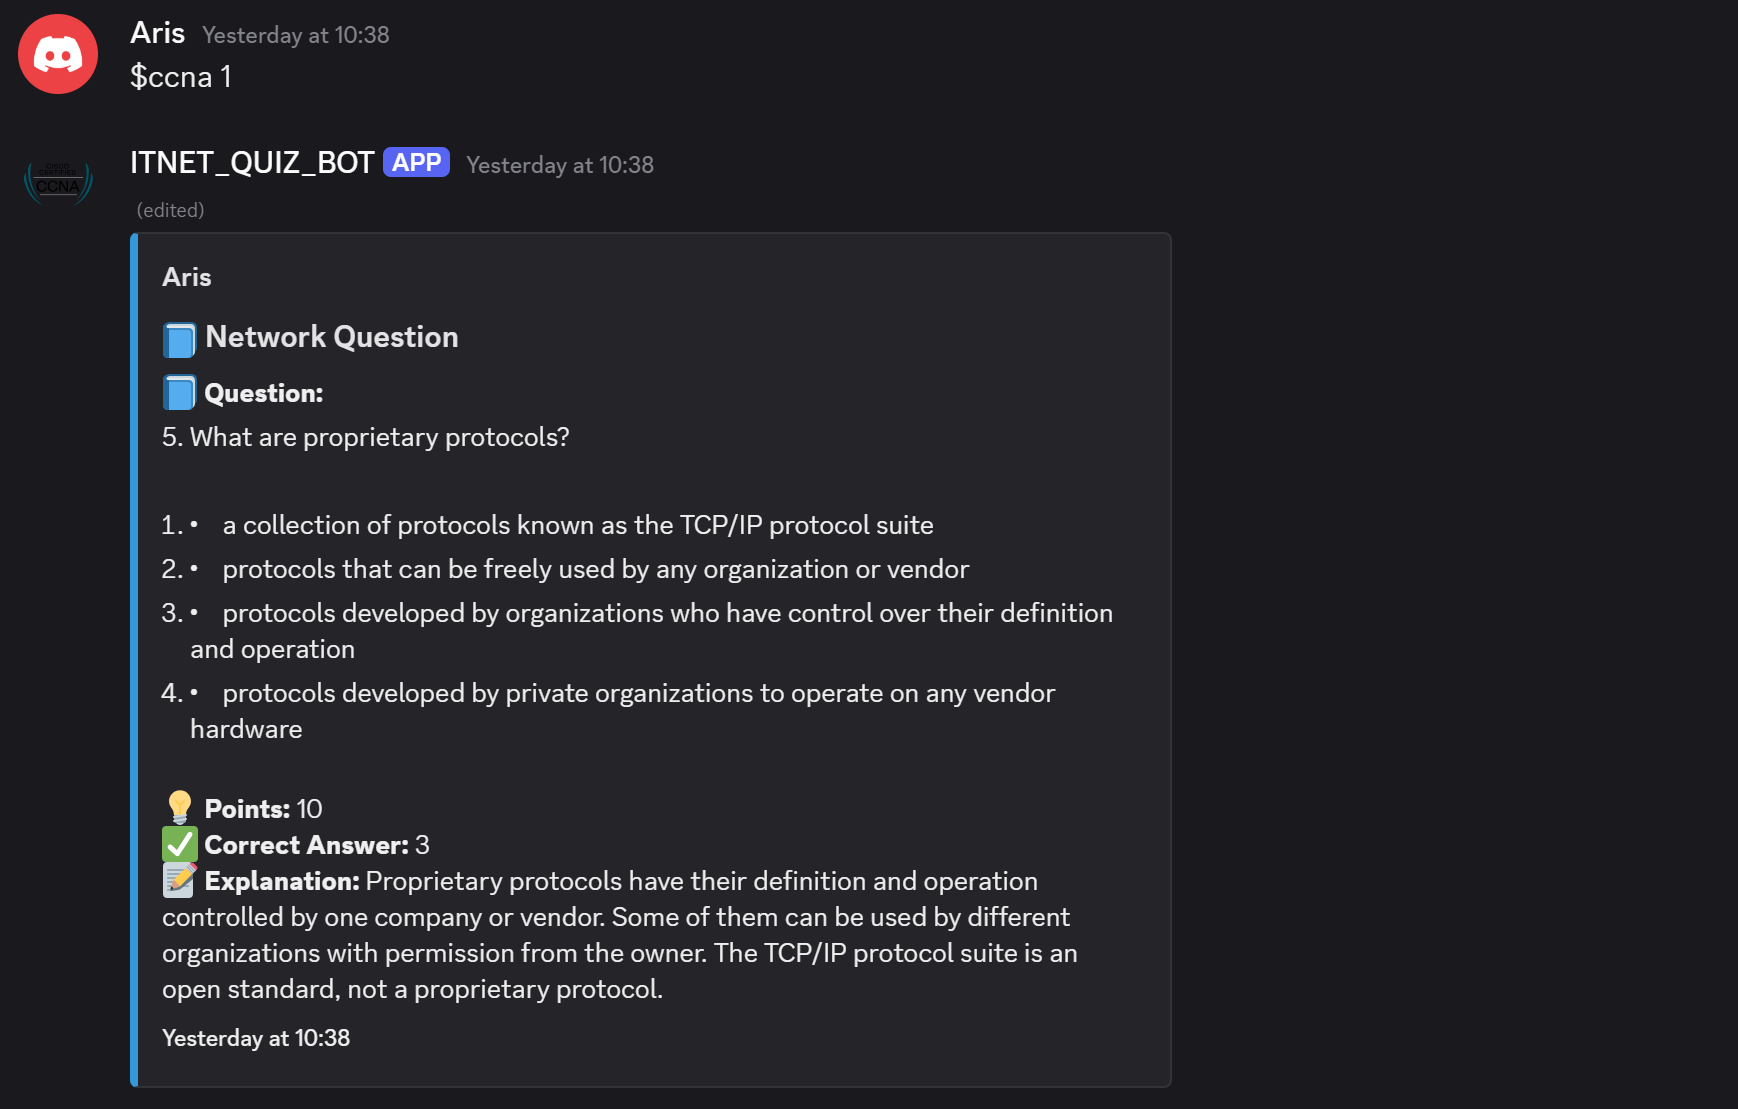 Aris Yesterday at 10:38
$ccna 1
ITNET_QUIZ_BOT APP Yesterday at 10:38
CISCO
CERTIFIED
CCNA
(edited)
Aris
📘 Network Question
📘 Question:
5. What are proprietary protocols?
1. • a collection of protocols known as the TCP/IP protocol suite
2. • protocols that can be freely used by any organization or vendor
3. • protocols developed by organizations who have control over their definition
and operation
4. • protocols developed by private organizations to operate on any vendor
hardware
💡 Points: 10
✅ Correct Answer: 3
📝 Explanation: Proprietary protocols have their definition and operation
controlled by one company or vendor. Some of them can be used by different
organizations with permission from the owner. The TCP/IP protocol suite is an
open standard, not a proprietary protocol.
Yesterday at 10:38